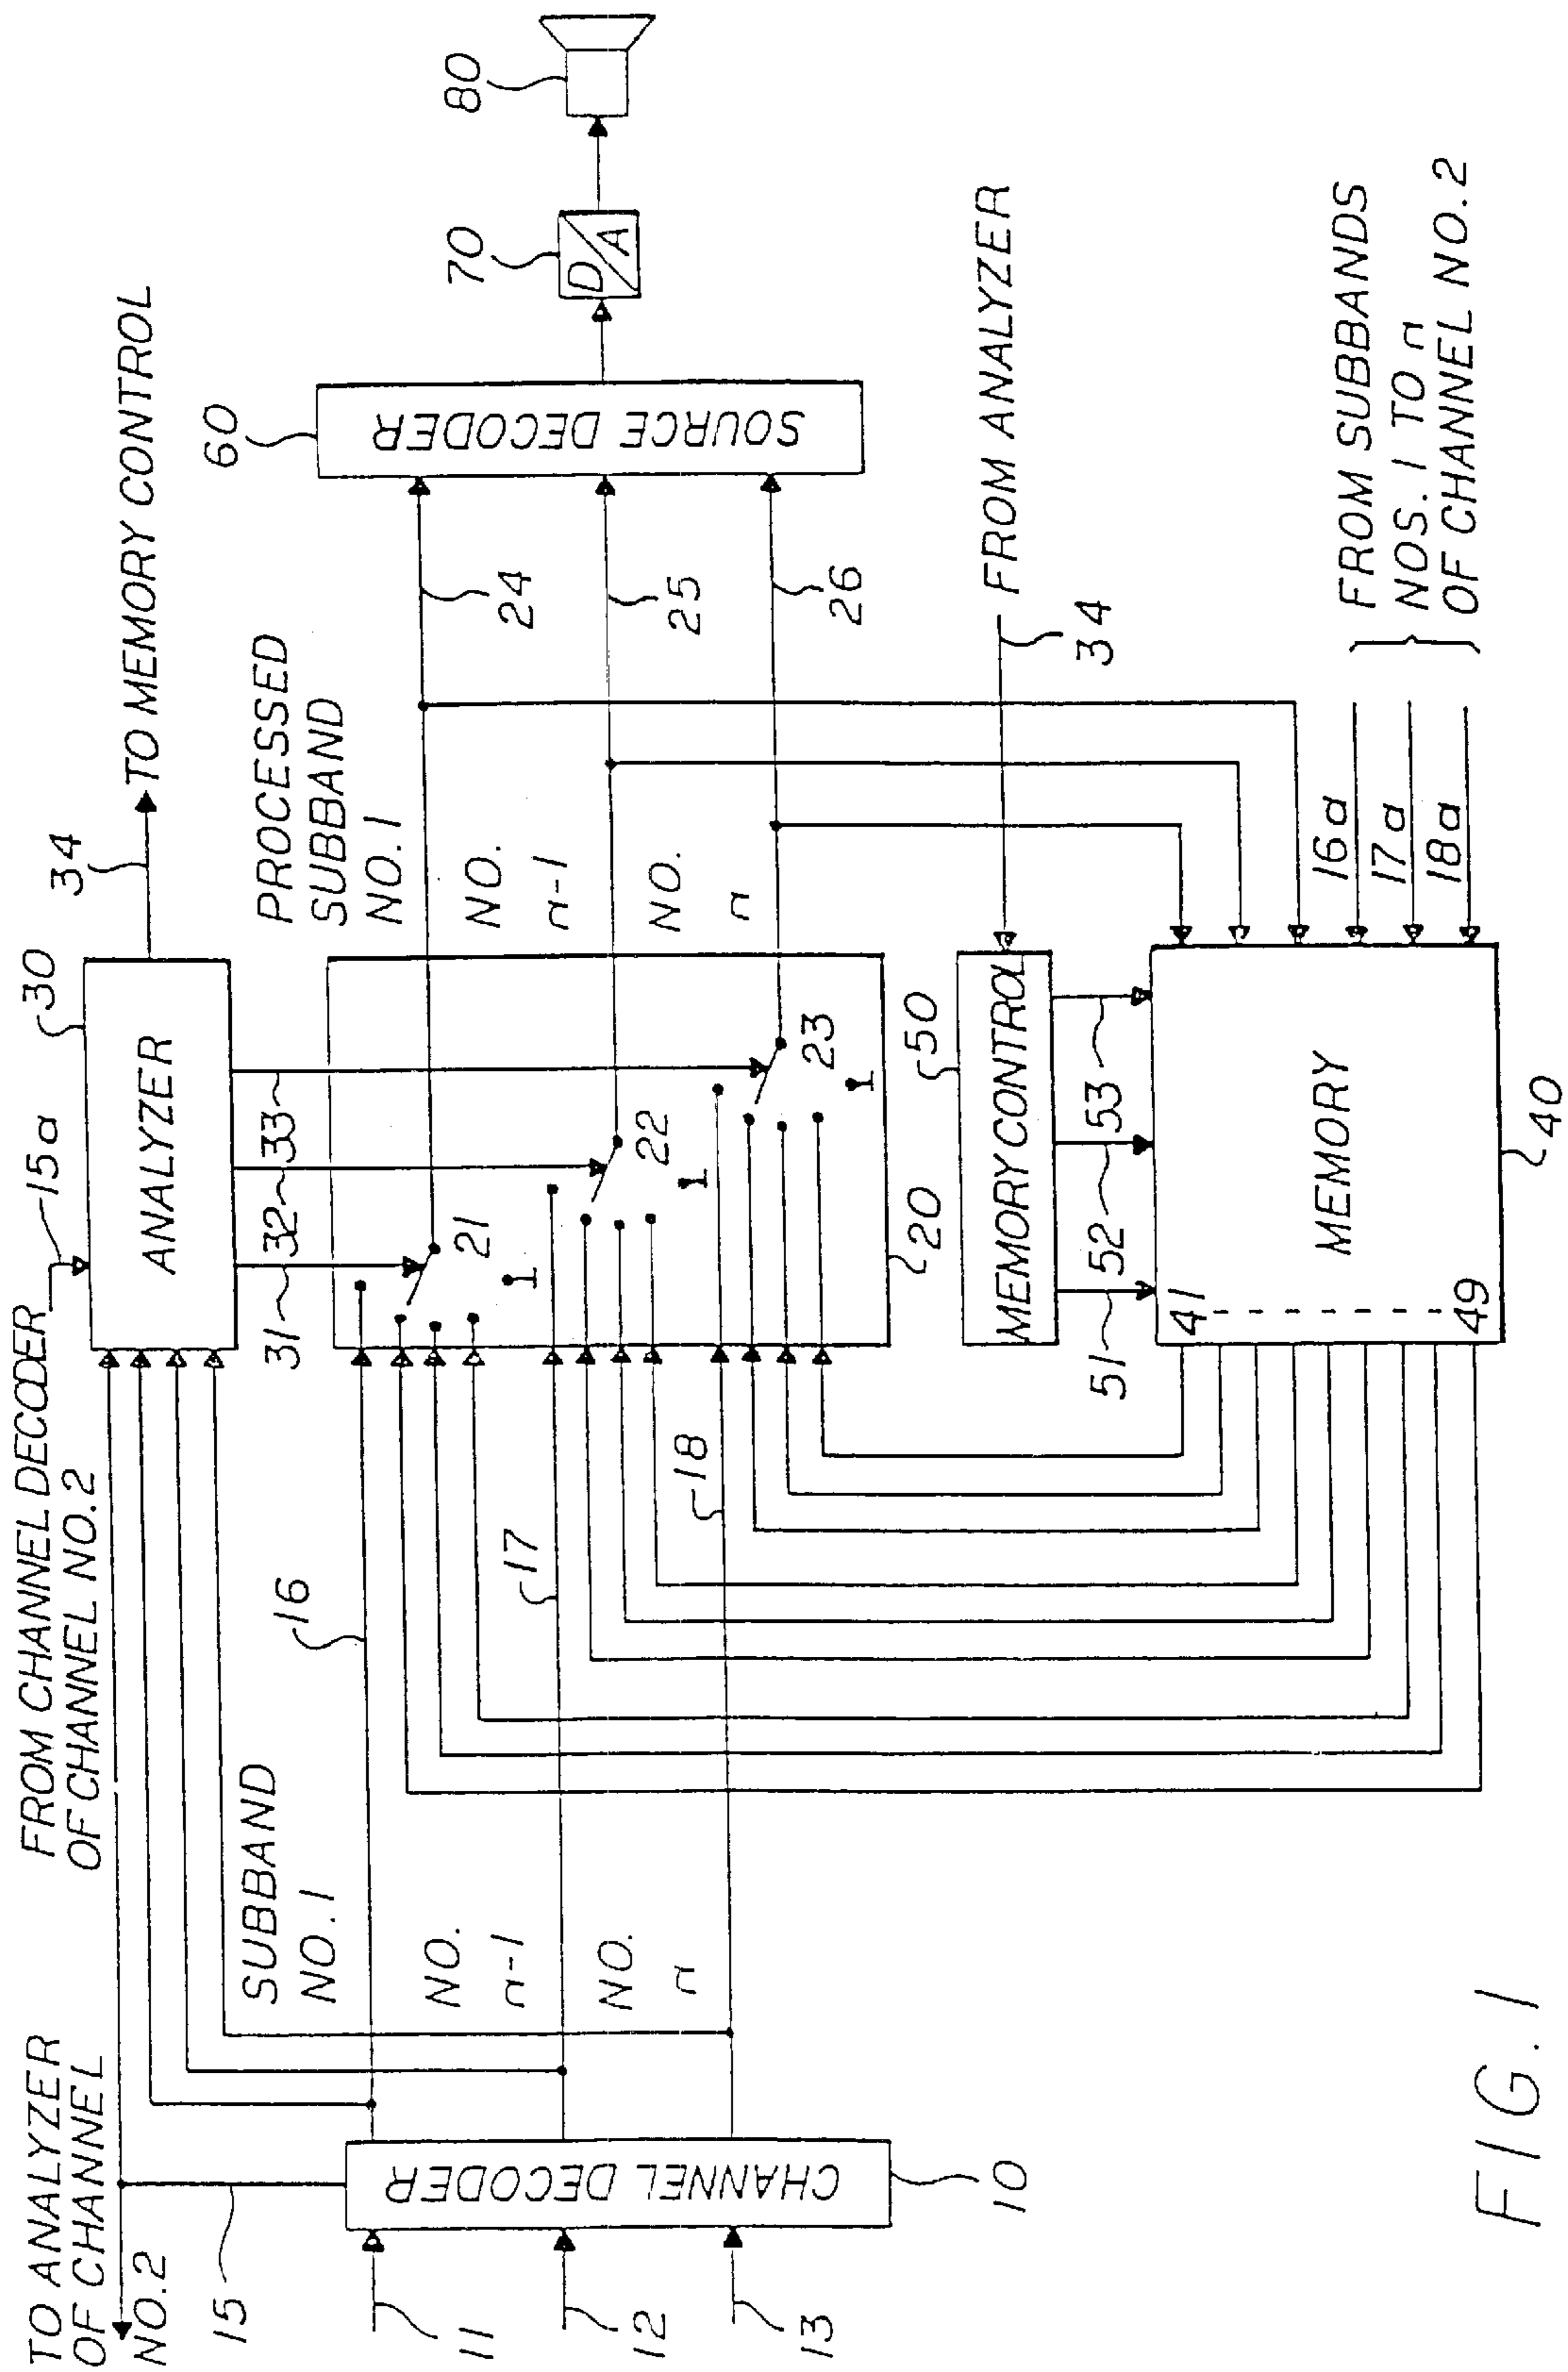 TO ANALYZER
OF CHANNEL
NO.2
FROM CHANNEL DECODER
OF CHANNEL NO.2
15a
30
34
TO MEMORY CONTROL
15
ANALYZER
31
32
33
SUBBAND
NO.1
NO.
n-1
NO.
n
16
17
18
PROCESSED
SUBBAND
NO.1
NO.
n-1
NO.
n
21
22
23
1
1
1
20
24
25
26
60
SOURCE DECODER
70
D/A
80
11
12
13
CHANNEL DECODER
10
50
MEMORY CONTROL
34
FROM ANALYZER
51
52
53
41
49
MEMORY
40
16a
17a
18a
FROM SUBBANDS
NOS. 1 TO n
OF CHANNEL NO.2
FIG. 1